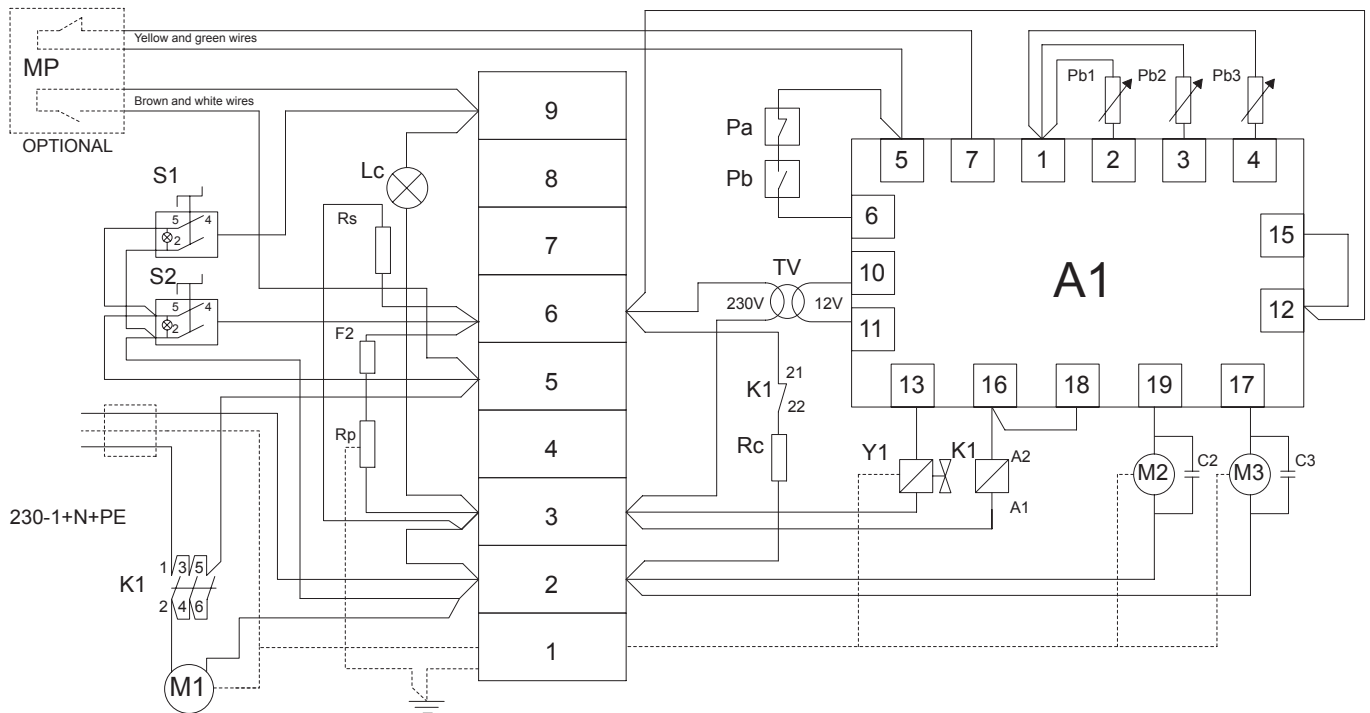 Yellow and green wires
MP
Brown and white wires
OPTIONAL
S1
5 4
2
S2
5 4
2
230-1+N+PE
K1
1 3 5
2 4 6
M1
Lc
Rs
F2
Rp
9
8
7
6
5
4
3
2
1
Pa
Pb
TV
230V 12V
K1
21
22
Rc
Pb1 Pb2 Pb3
5 7 1 2 3 4
6
10
11
15
12
A1
13 16 18 19 17
Y1
K1
A2
A1
M2
C2
M3
C3